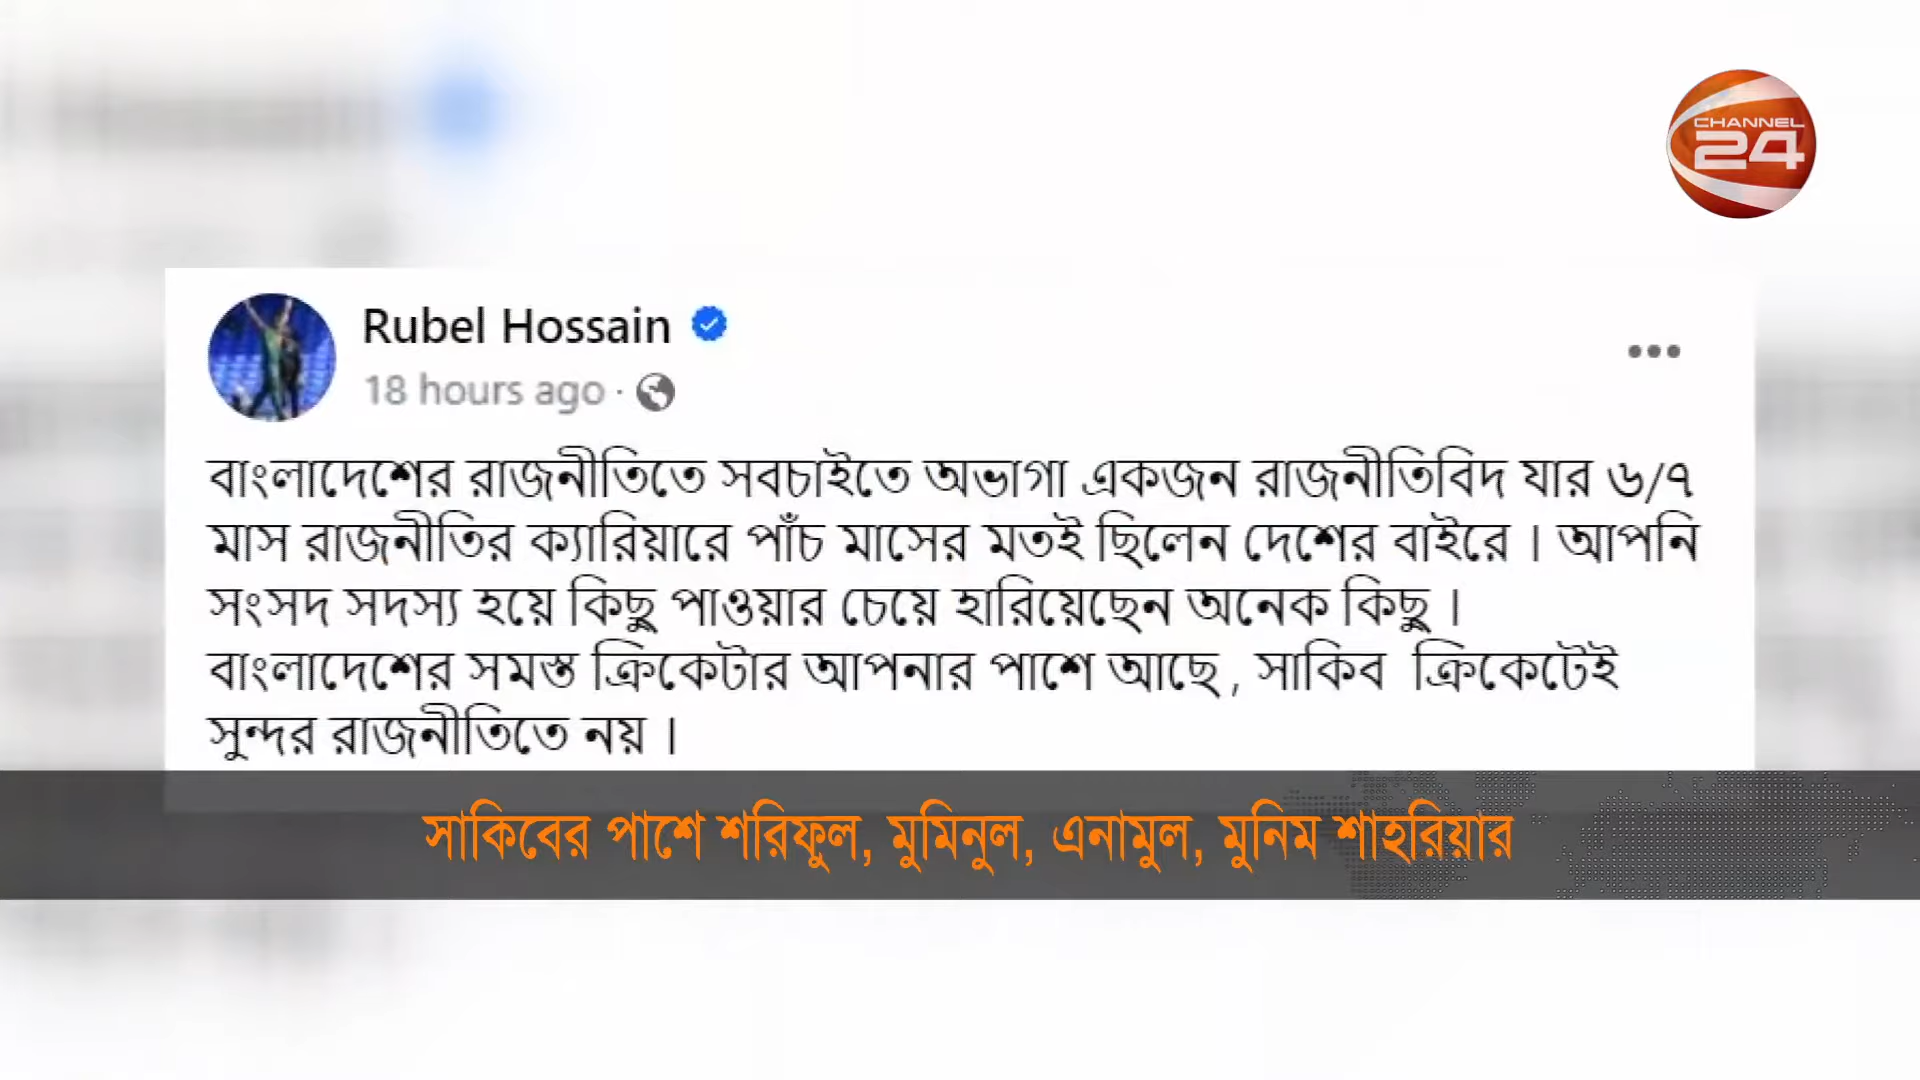 CHANNEL
24
Rubel Hossain
18 hours ago ·
বাংলাদেশের রাজনীতিতে সবচাইতে অভাগা একজন রাজনীতিবিদ যার ৬/৭
মাস রাজনীতির ক্যারিয়ারে পাঁচ মাসের মতই ছিলেন দেশের বাইরে । আপনি
সংসদ সদস্য হয়ে কিছু পাওয়ার চেয়ে হারিয়েছেন অনেক কিছু ।
বাংলাদেশের সমস্ত ক্রিকেটার আপনার পাশে আছে , সাকিব ক্রিকেটেই
সুন্দর রাজনীতিতে নয় ।
সাকিবের পাশে শরিফুল, মুমিনুল, এনামুল, মুনিম শাহরিয়ার